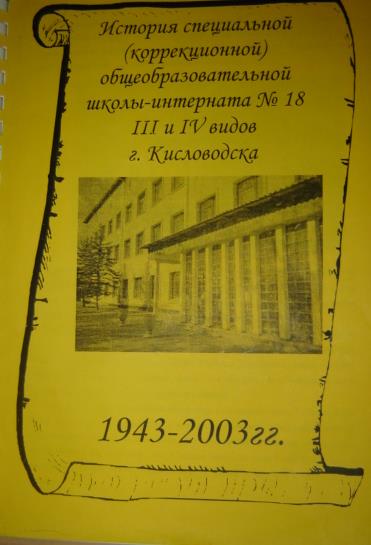 История специальной
(коррекционной)
общеобразовательной
школы-интерната № 18
III и IV видов
г. Кисловодска
1943-2003гг.